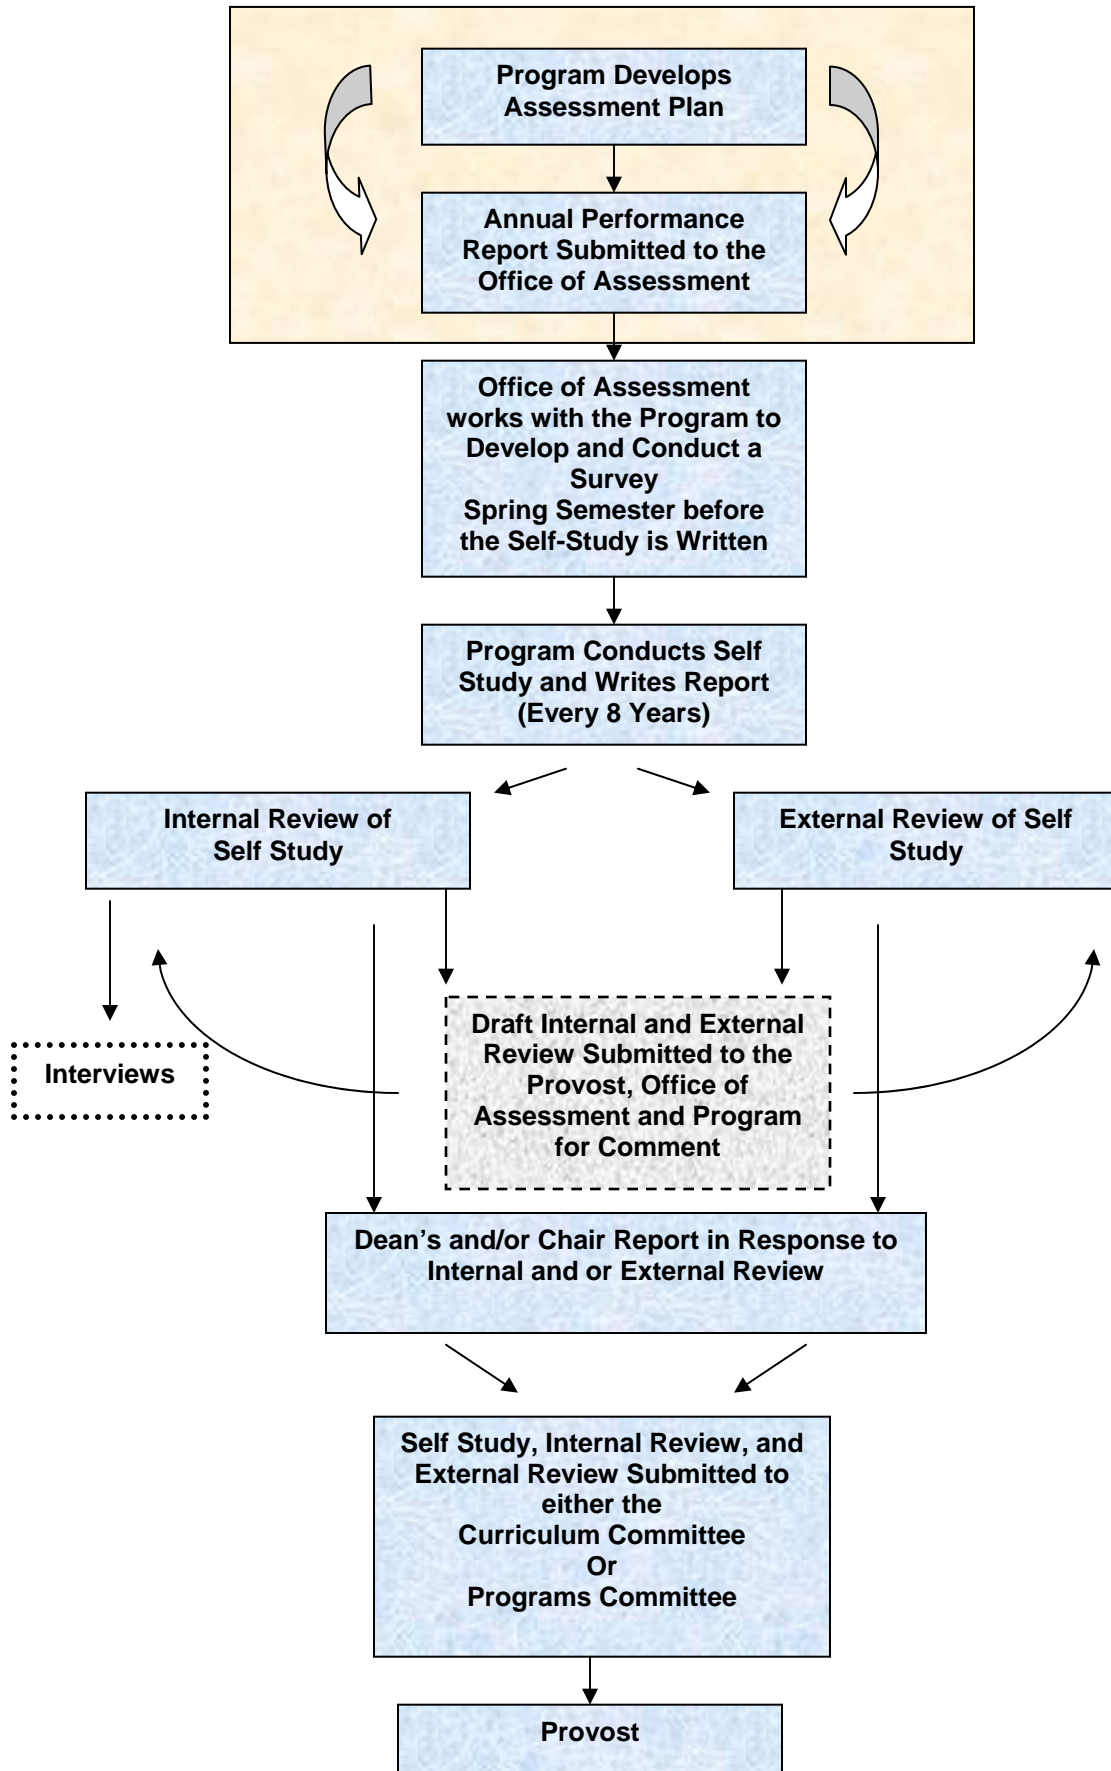 Program Develops
Assessment Plan
Annual Performance
Report Submitted to the
Office of Assessment
Office of Assessment
works with the Program to
Develop and Conduct a
Survey
Spring Semester before
the Self-Study is Written
Program Conducts Self
Study and Writes Report
(Every 8 Years)
Internal Review of
Self Study
External Review of Self
Study
Interviews
Draft Internal and External
Review Submitted to the
Provost, Office of
Assessment and Program
for Comment
Dean’s and/or Chair Report in Response to
Internal and or External Review
Self Study, Internal Review, and
External Review Submitted to
either the
Curriculum Committee
Or
Programs Committee
Provost